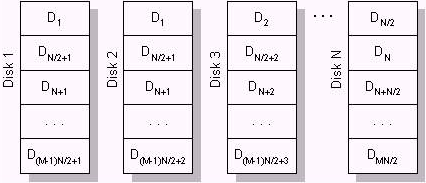 Disk 1 D1 Disk 2 D1 Disk 3 D2 ... Disk N DN/2
DN/2+1 DN/2+1 DN/2+2 DN
DN+1 DN+1 DN+2 DN+N/2
... ... ... ...
D(M-1)N/2+1 D(M-1)N/2+2 D(M-1)N/2+3 DMN/2